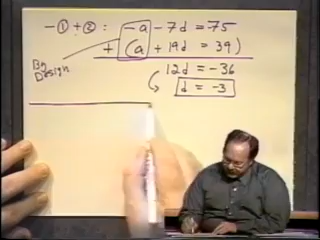 -① + ②: -a - 7d = -75
+ (a + 19d = 39)
By Design
12d = -36
d = -3